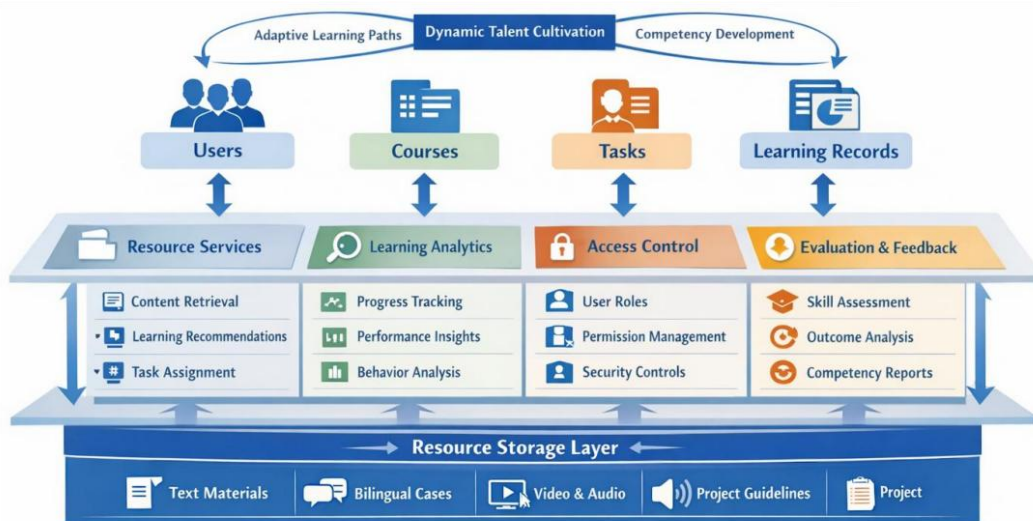 Adaptive Learning Paths
Dynamic Talent Cultivation
Competency Development
Users
Courses
Tasks
Learning Records
Resource Services
Learning Analytics
Access Control
Evaluation & Feedback
Content Retrieval
Progress Tracking
User Roles
Skill Assessment
Learning Recommendations
Performance Insights
Permission Management
Outcome Analysis
Task Assignment
Behavior Analysis
Security Controls
Competency Reports
Resource Storage Layer
Text Materials
Bilingual Cases
Video & Audio
Project Guidelines
Project